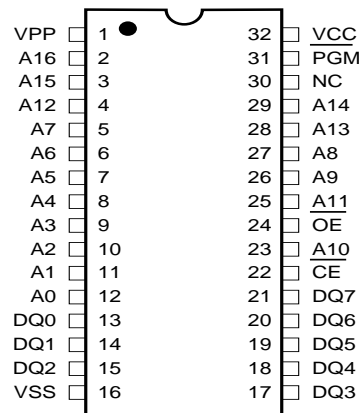 VPP 1 32 VCC
A16 2 31 PGM
A15 3 30 NC
A12 4 29 A14
A7 5 28 A13
A6 6 27 A8
A5 7 26 A9
A4 8 25 A11
A3 9 24 OE
A2 10 23 A10
A1 11 22 CE
A0 12 21 DQ7
DQ0 13 20 DQ6
DQ1 14 19 DQ5
DQ2 15 18 DQ4
VSS 16 17 DQ3